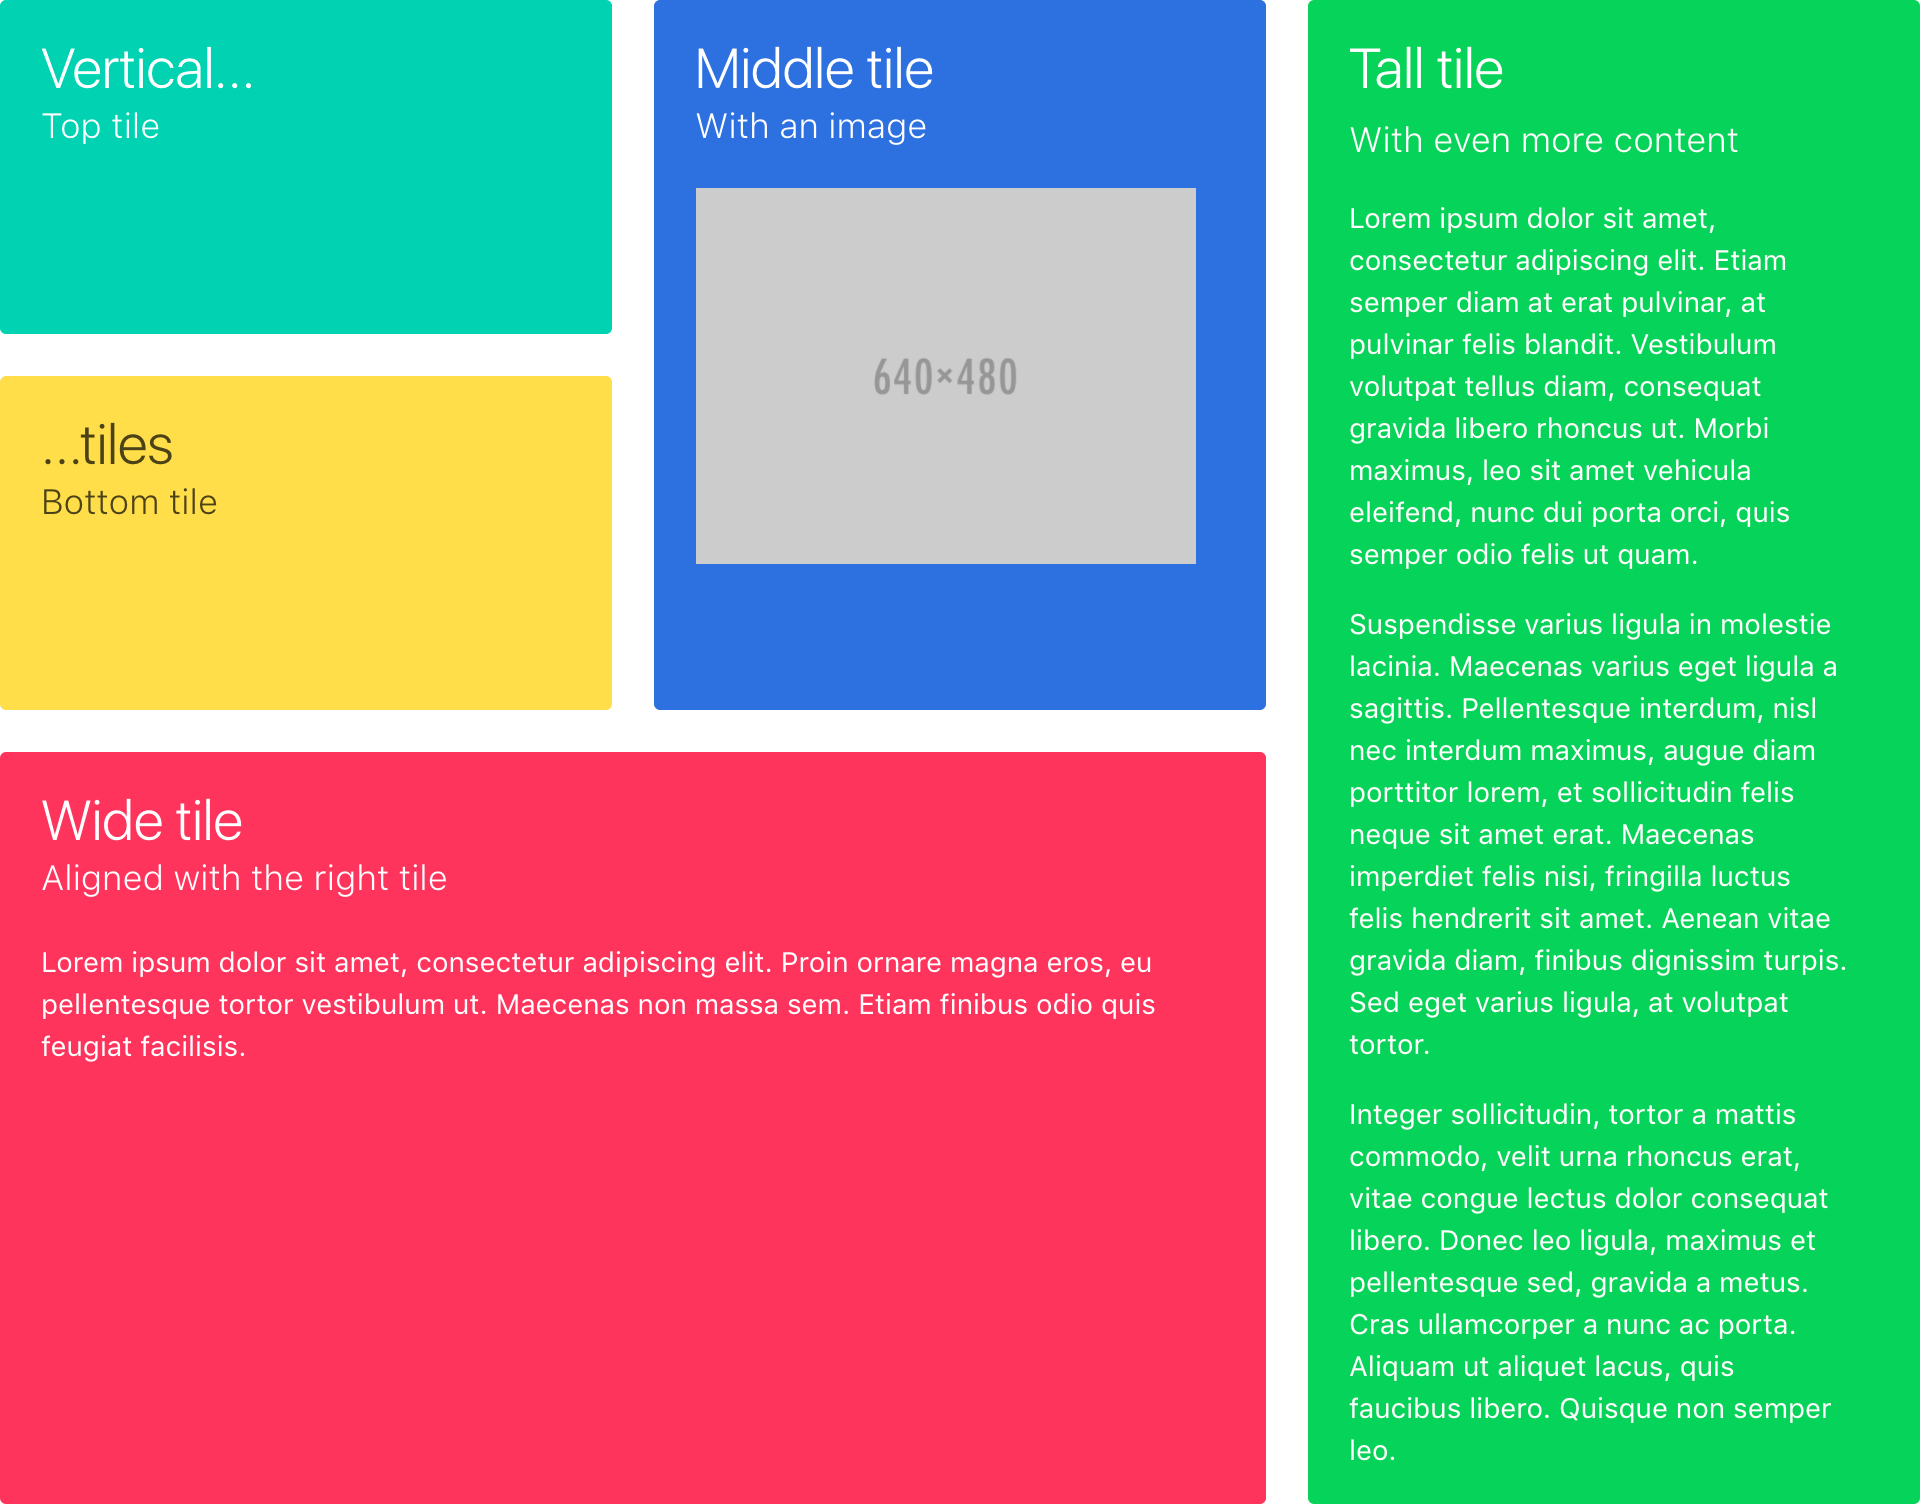 Vertical...
Top tile
...tiles
Bottom tile
Middle tile
With an image
640×480
Wide tile
Aligned with the right tile
Lorem ipsum dolor sit amet, consectetur adipiscing elit. Proin ornare magna eros, eu
pellentesque tortor vestibulum ut. Maecenas non massa sem. Etiam finibus odio quis
feugiat facilisis.
Tall tile
With even more content
Lorem ipsum dolor sit amet,
consectetur adipiscing elit. Etiam
semper diam at erat pulvinar, at
pulvinar felis blandit. Vestibulum
volutpat tellus diam, consequat
gravida libero rhoncus ut. Morbi
maximus, leo sit amet vehicula
eleifend, nunc dui porta orci, quis
semper odio felis ut quam.
Suspendisse varius ligula in molestie
lacinia. Maecenas varius eget ligula a
sagittis. Pellentesque interdum, nisl
nec interdum maximus, augue diam
porttitor lorem, et sollicitudin felis
neque sit amet erat. Maecenas
imperdiet felis nisi, fringilla luctus
felis hendrerit sit amet. Aenean vitae
gravida diam, finibus dignissim turpis.
Sed eget varius ligula, at volutpat
tortor.
Integer sollicitudin, tortor a mattis
commodo, velit urna rhoncus erat,
vitae congue lectus dolor consequat
libero. Donec leo ligula, maximus et
pellentesque sed, gravida a metus.
Cras ullamcorper a nunc ac porta.
Aliquam ut aliquet lacus, quis
faucibus libero. Quisque non semper
leo.